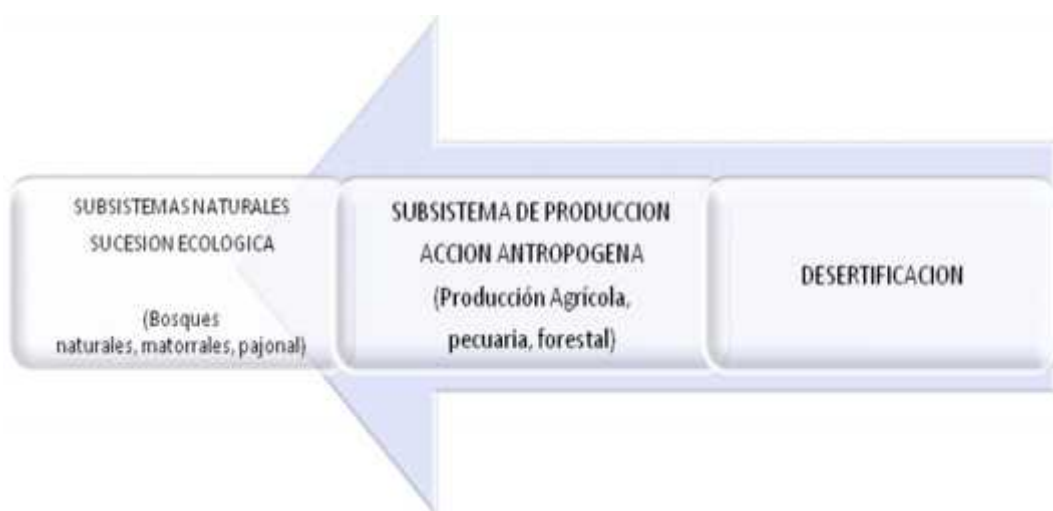 SUBSISTEMAS NATURALES
SUCESION ECOLOGICA
(Bosques
naturales, matorrales, pajonal)
SUBSISTEMA DE PRODUCCION
ACCION ANTROPOGENA
(Producción Agrícola,
pecuaria, forestal)
DESERTIFICACION